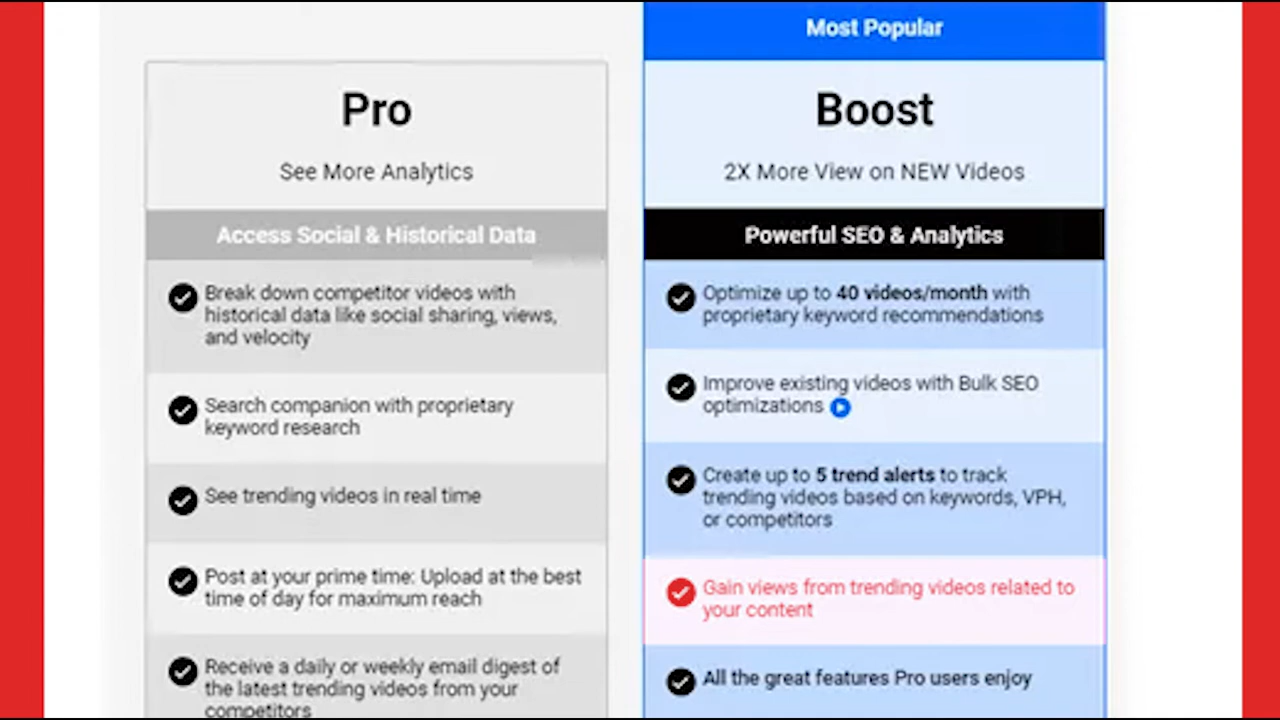 Most Popular
Pro
See More Analytics
Access Social & Historical Data
Break down competitor videos with
historical data like social sharing, views,
and velocity
Search companion with proprietary
keyword research
See trending videos in real time
Post at your prime time: Upload at the best
time of day for maximum reach
Receive a daily or weekly email digest of
the latest trending videos from your
competitors
Boost
2X More View on NEW Videos
Powerful SEO & Analytics
Optimize up to 40 videos/month with
proprietary keyword recommendations
Improve existing videos with Bulk SEO
optimizations
Create up to 5 trend alerts to track
trending videos based on keywords, VPH,
or competitors
Gain views from trending videos related to
your content
All the great features Pro users enjoy